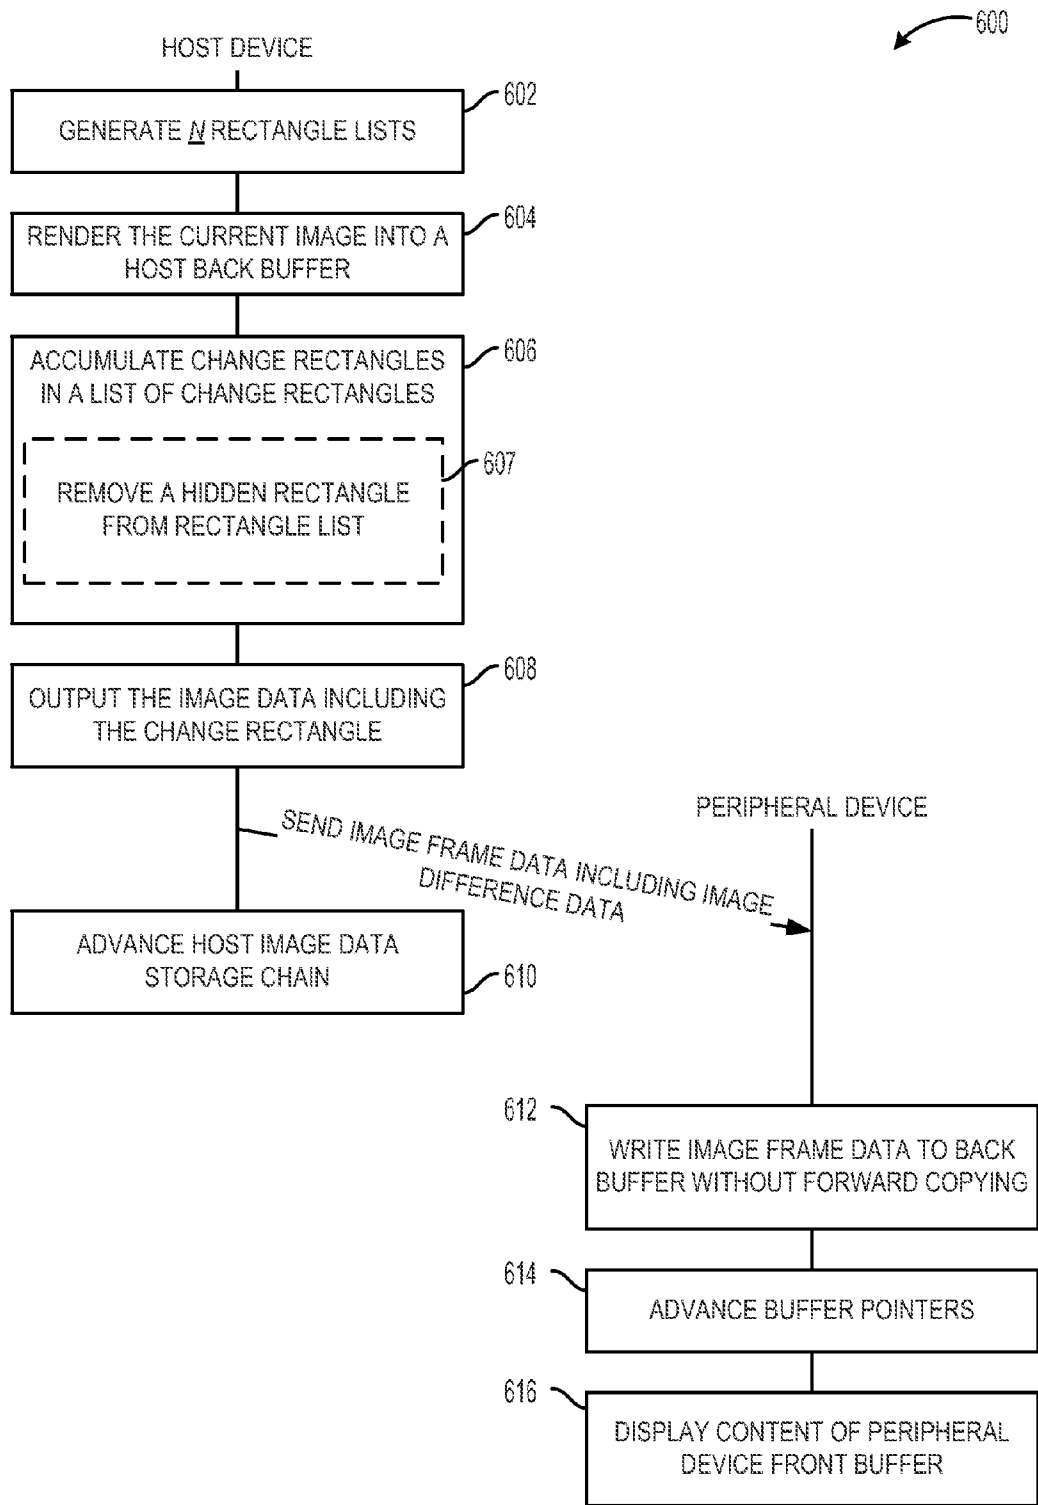 600
HOST DEVICE
602
GENERATE N RECTANGLE LISTS
604
RENDER THE CURRENT IMAGE INTO A
HOST BACK BUFFER
606
ACCUMULATE CHANGE RECTANGLES
IN A LIST OF CHANGE RECTANGLES
607
REMOVE A HIDDEN RECTANGLE
FROM RECTANGLE LIST
608
OUTPUT THE IMAGE DATA INCLUDING
THE CHANGE RECTANGLE
PERIPHERAL DEVICE
SEND IMAGE FRAME DATA INCLUDING IMAGE
DIFFERENCE DATA
ADVANCE HOST IMAGE DATA
STORAGE CHAIN
610
612
WRITE IMAGE FRAME DATA TO BACK
BUFFER WITHOUT FORWARD COPYING
614
ADVANCE BUFFER POINTERS
616
DISPLAY CONTENT OF PERIPHERAL
DEVICE FRONT BUFFER